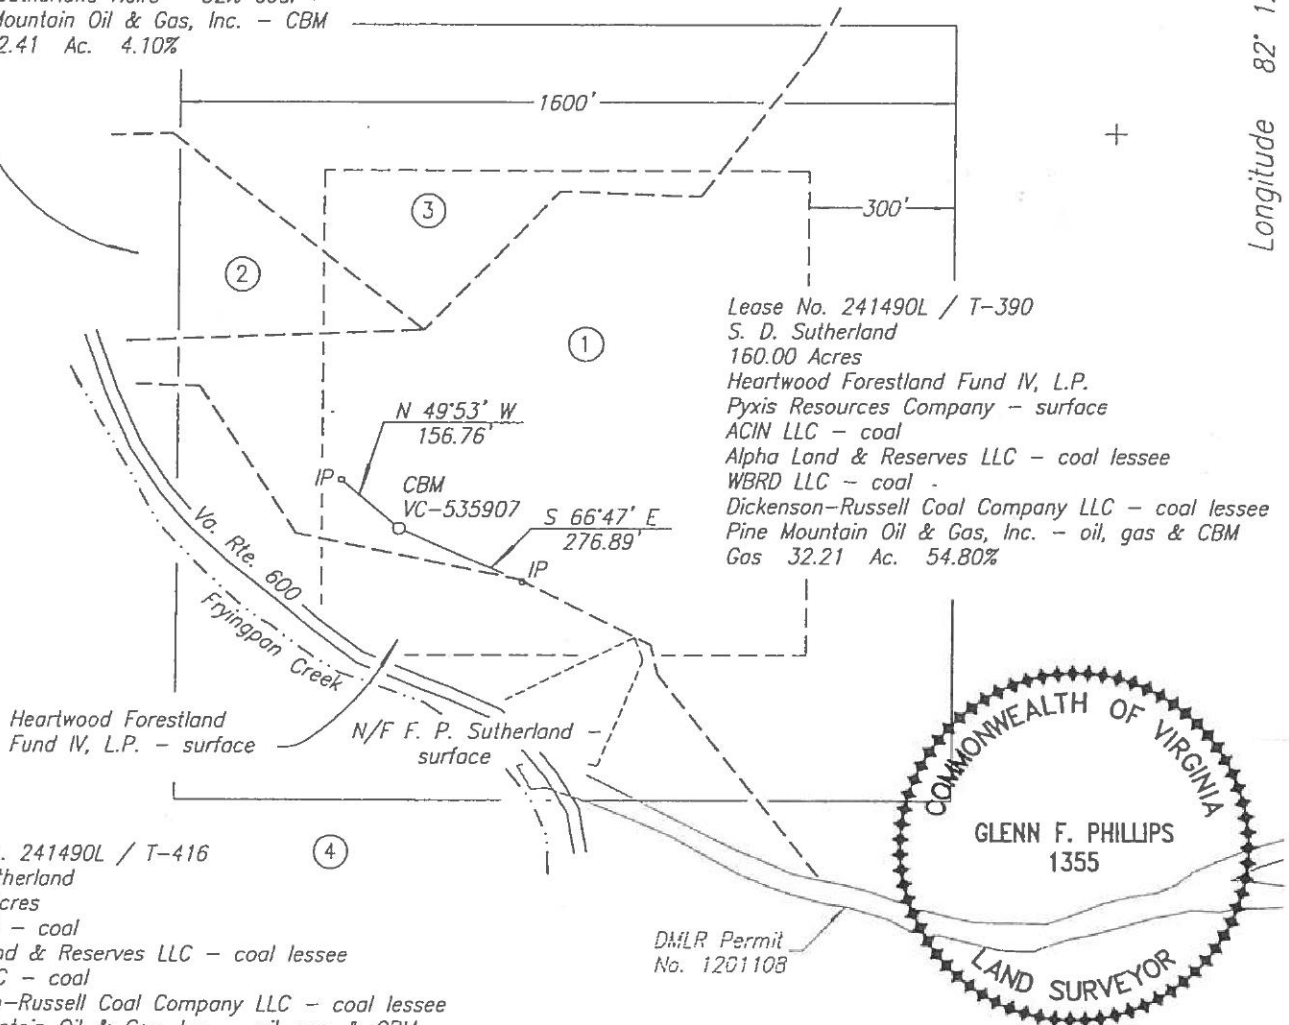 Mountain Oil & Gas, Inc. – CBM
2.41 Ac. 4.10%
1600'
Longitude 82°
3
300'
2
Lease No. 241490L / T-390
S. D. Sutherland
160.00 Acres
Heartwood Forestland Fund IV, L.P.
Pyxis Resources Company – surface
ACIN LLC – coal
Alpha Land & Reserves LLC – coal lessee
WBRD LLC – coal -
Dickenson-Russell Coal Company LLC – coal lessee
Pine Mountain Oil & Gas, Inc. – oil, gas & CBM
Gas 32.21 Ac. 54.80%
1
N 49°53' W
156.76'
IP
CBM
VC-535907
S 66°47' E
276.89'
IP
Va. Rte. 600
Fryingpan Creek
Heartwood Forestland
Fund IV, L.P. – surface
N/F F. P. Sutherland –
surface
COMMONWEALTH OF VIRGINIA
GLENN F. PHILLIPS
1355
LAND SURVEYOR
4
. 241490L / T-416
therland
cres
– coal
nd & Reserves LLC – coal lessee
C – coal
n-Russell Coal Company LLC – coal lessee
DMLR Permit
No. 1201108